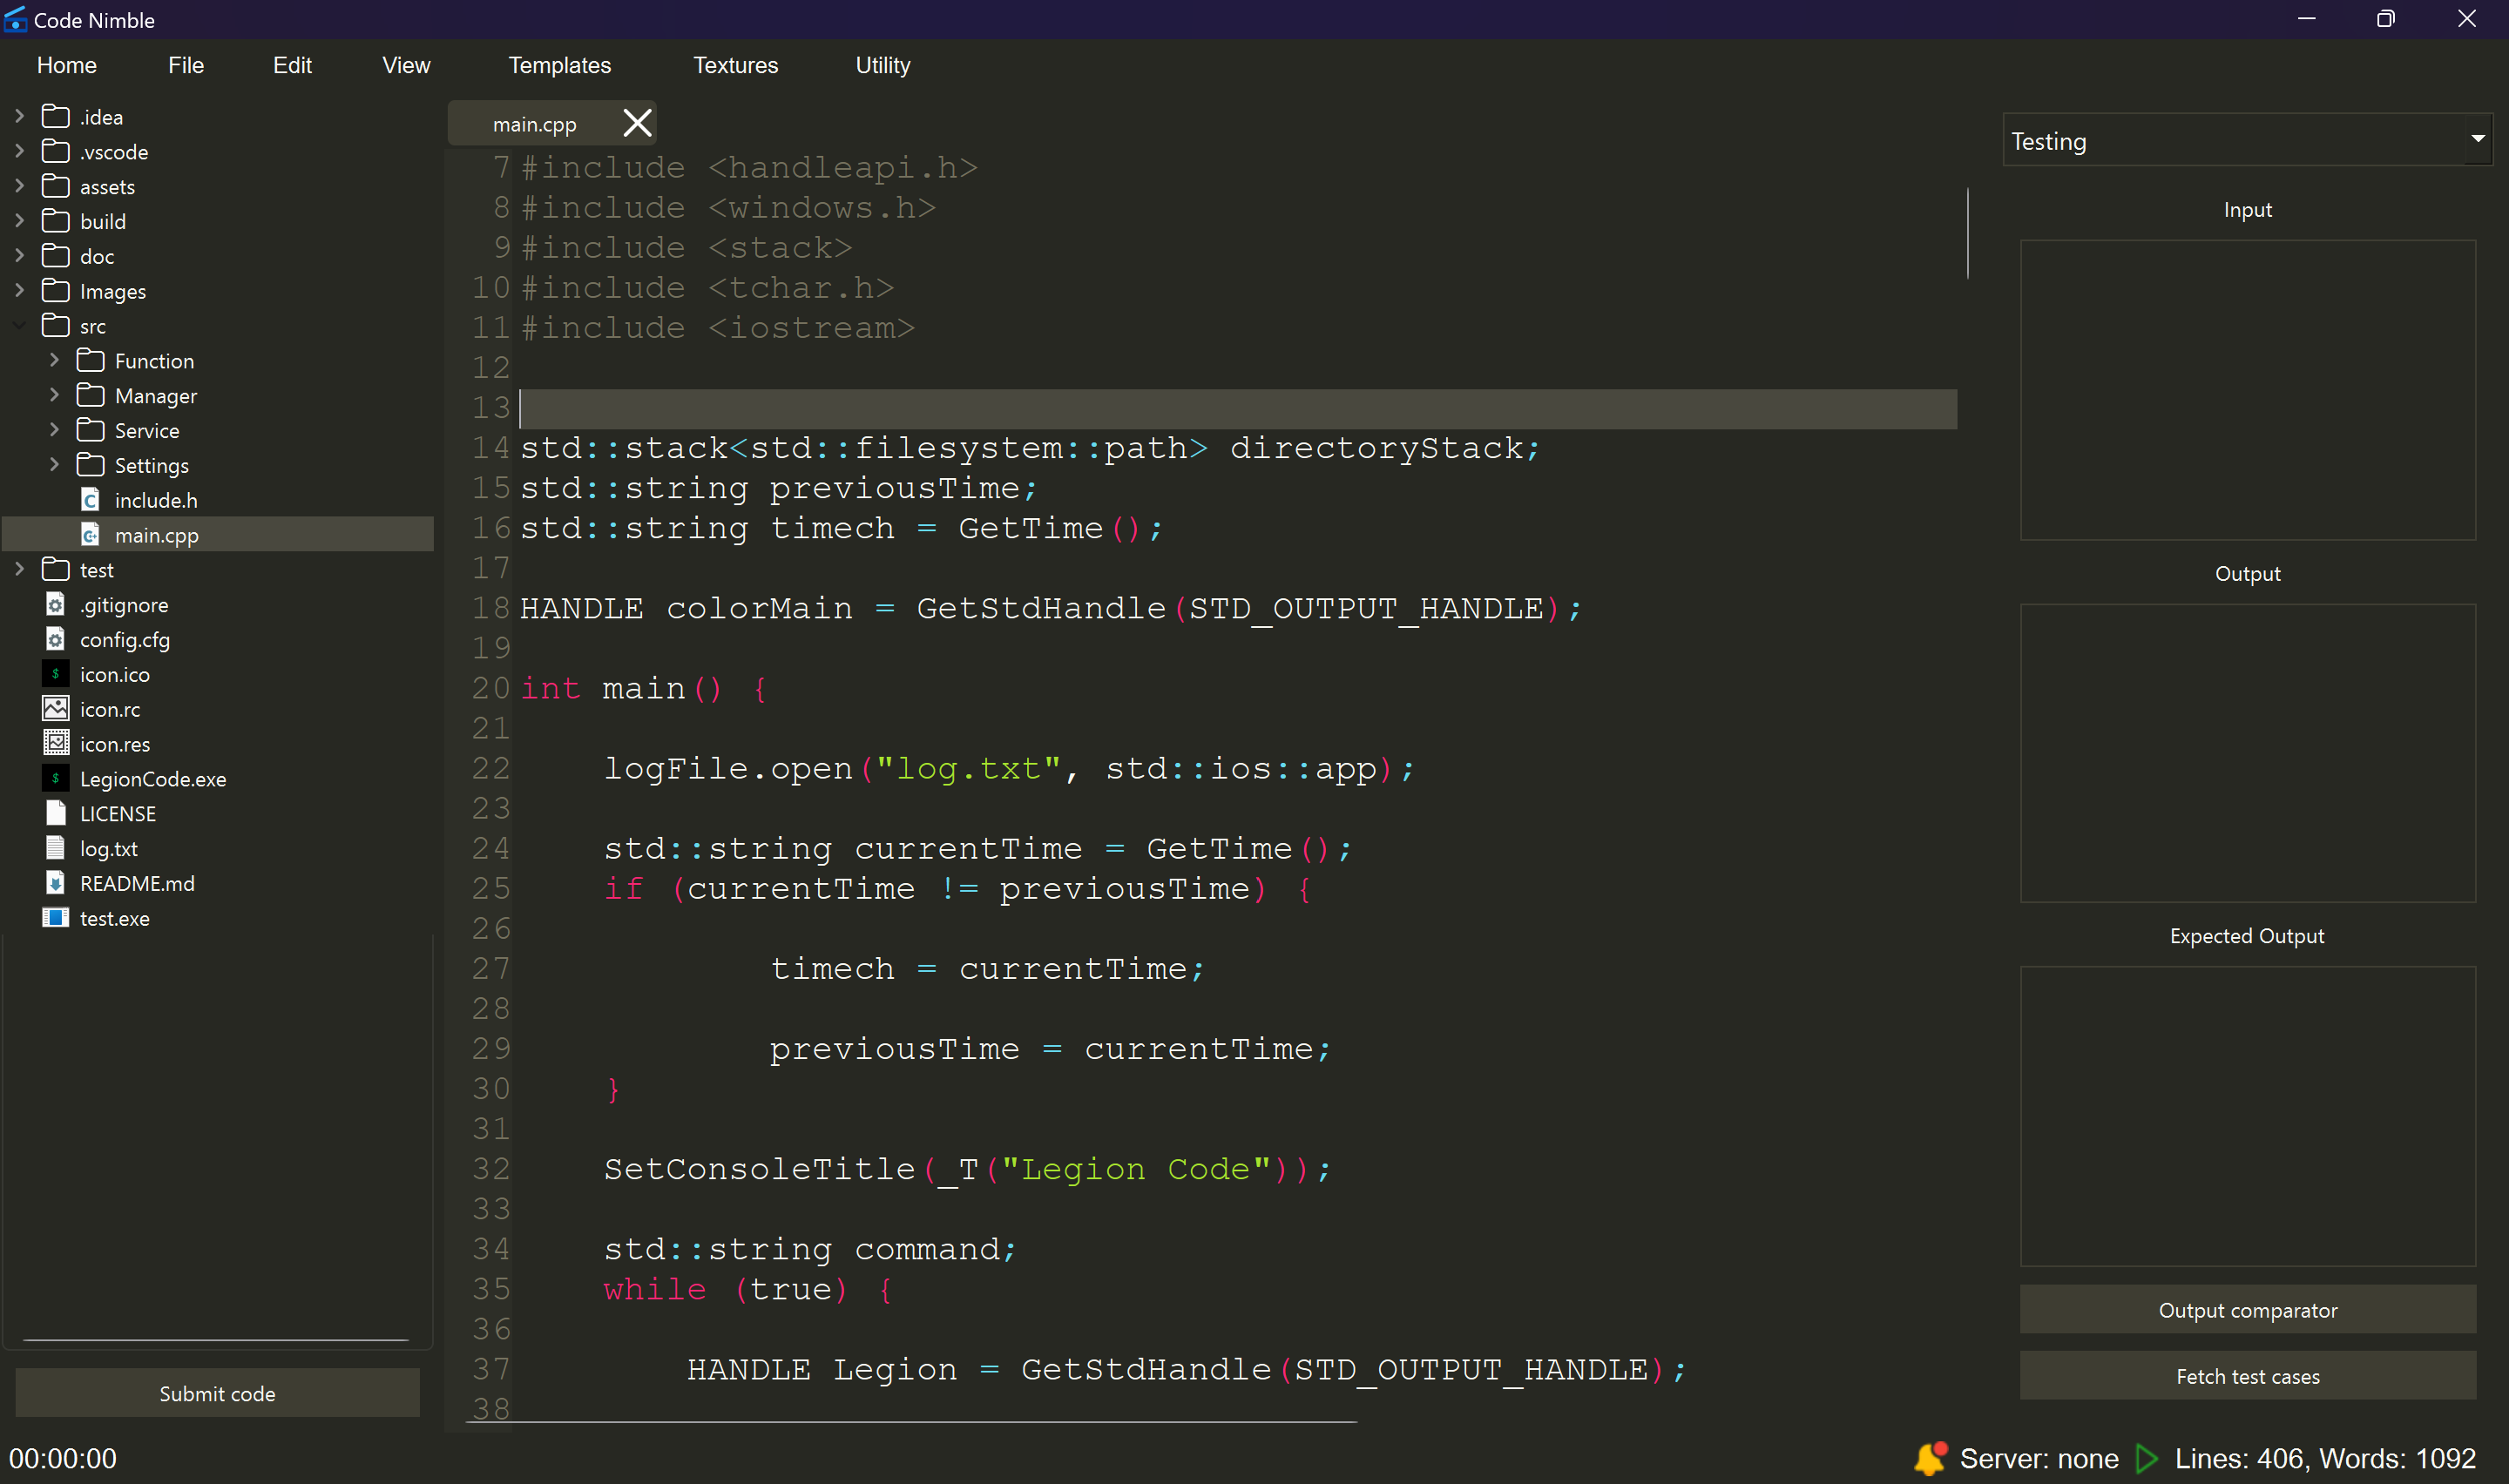 Code Nimble
Home File Edit View Templates Textures Utility
.idea
.vscode
assets
build
doc
Images
src
Function
Manager
Service
Settings
include.h
main.cpp
test
.gitignore
config.cfg
icon.ico
icon.rc
icon.res
LegionCode.exe
LICENSE
log.txt
README.md
test.exe
Submit code
00:00:00
main.cpp
7 #include <handleapi.h>
8 #include <windows.h>
9 #include <stack>
10 #include <tchar.h>
11 #include <iostream>
12
13
14 std::stack<std::filesystem::path> directoryStack;
15 std::string previousTime;
16 std::string timech = GetTime();
17
18 HANDLE colorMain = GetStdHandle(STD_OUTPUT_HANDLE);
19
20 int main() {
21
22 logFile.open("log.txt", std::ios::app);
23
24 std::string currentTime = GetTime();
25 if (currentTime != previousTime) {
26
27 timech = currentTime;
28
29 previousTime = currentTime;
30 }
31
32 SetConsoleTitle(_T("Legion Code"));
33
34 std::string command;
35 while (true) {
36
37 HANDLE Legion = GetStdHandle(STD_OUTPUT_HANDLE);
38
Testing
Input
Output
Expected Output
Output comparator
Fetch test cases
Server: none Lines: 406, Words: 1092